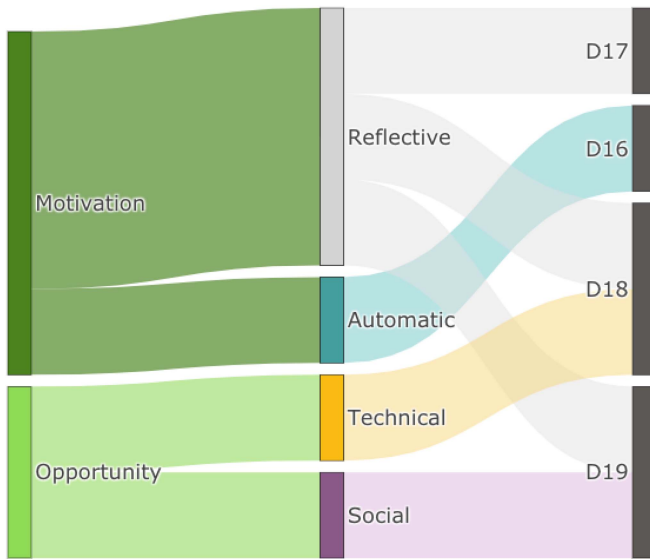 Motivation
Opportunity
Reflective
Automatic
Technical
Social
D17
D16
D18
D19